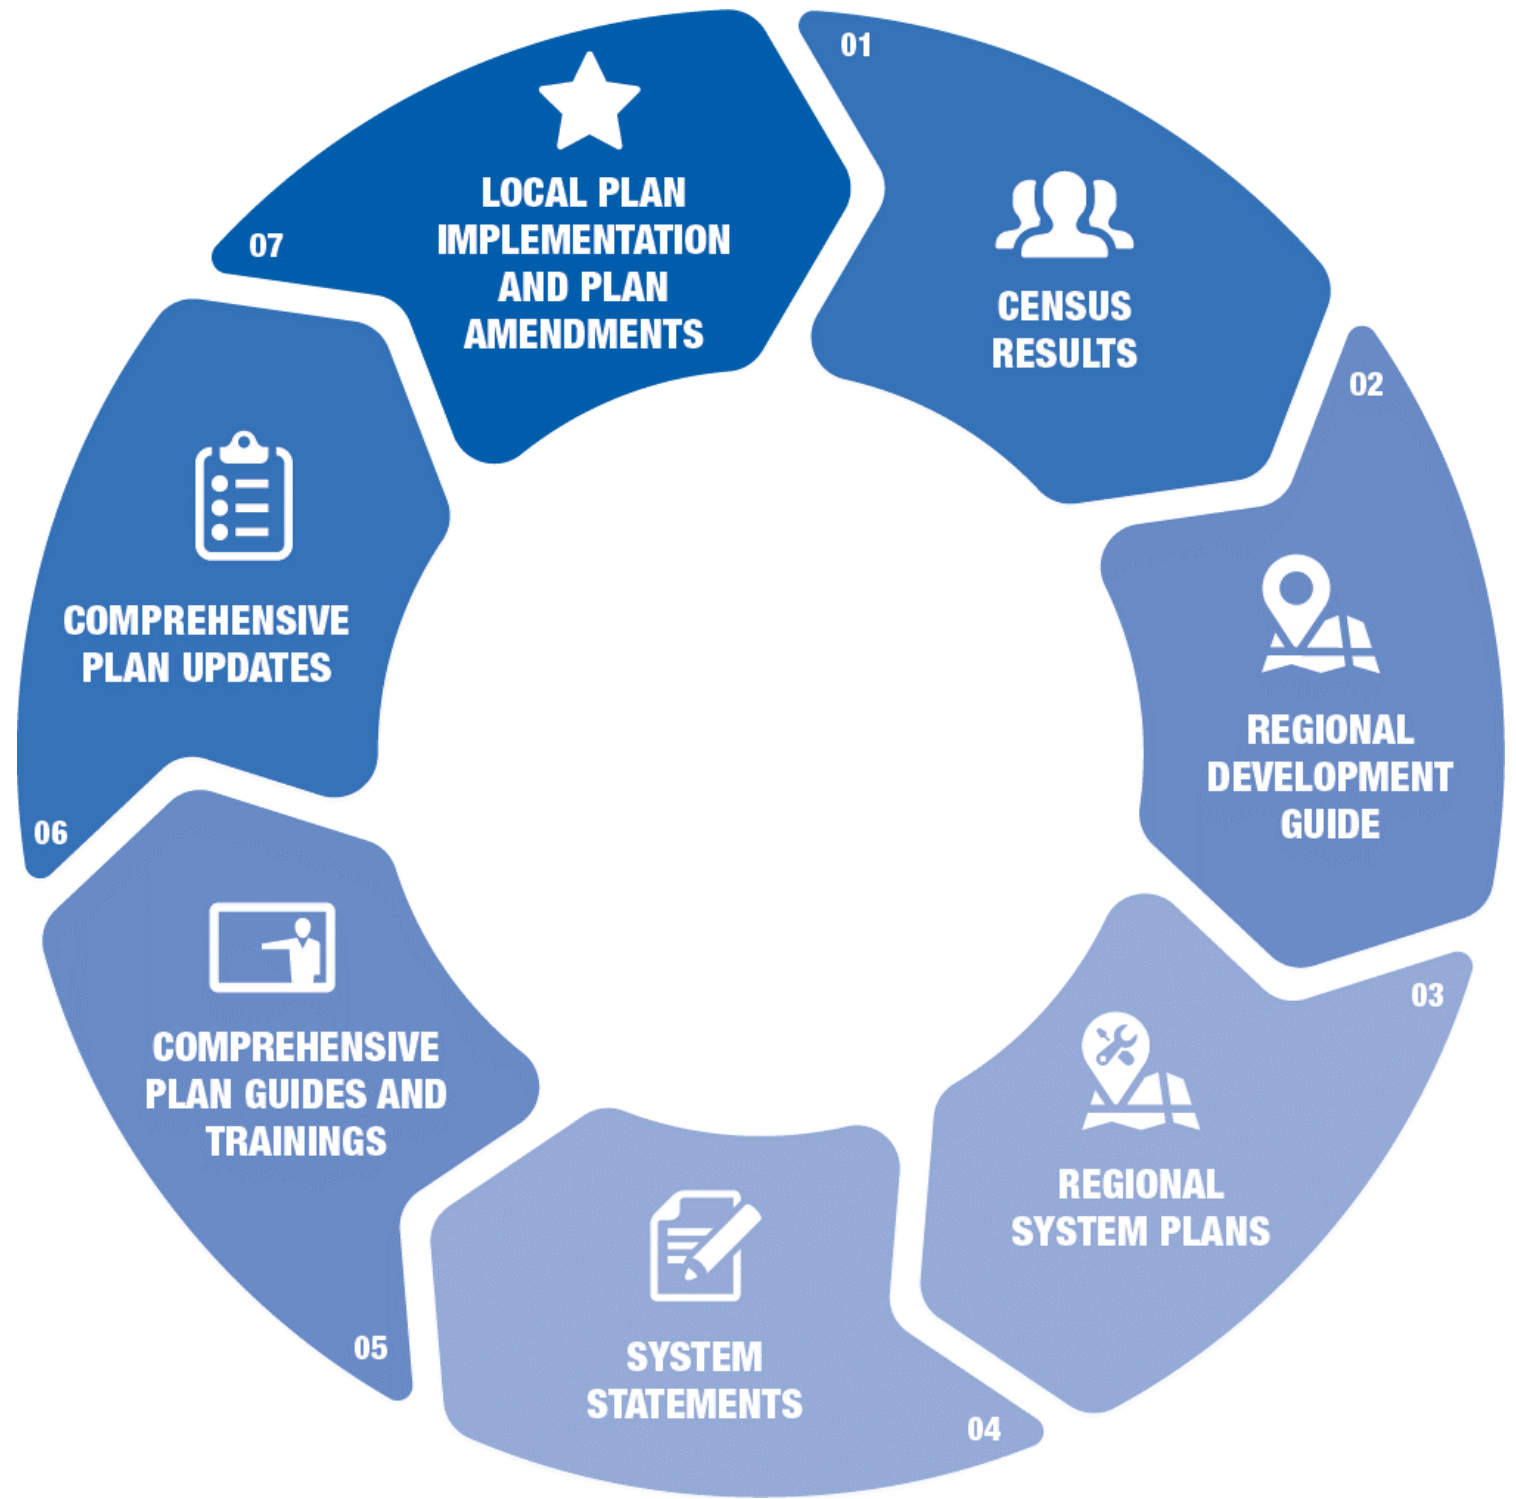 01
CENSUS
RESULTS
02
REGIONAL
DEVELOPMENT
GUIDE
03
REGIONAL
SYSTEM PLANS
04
SYSTEM
STATEMENTS
05
COMPREHENSIVE
PLAN GUIDES AND
TRAININGS
06
COMPREHENSIVE
PLAN UPDATES
07
LOCAL PLAN
IMPLEMENTATION
AND PLAN
AMENDMENTS